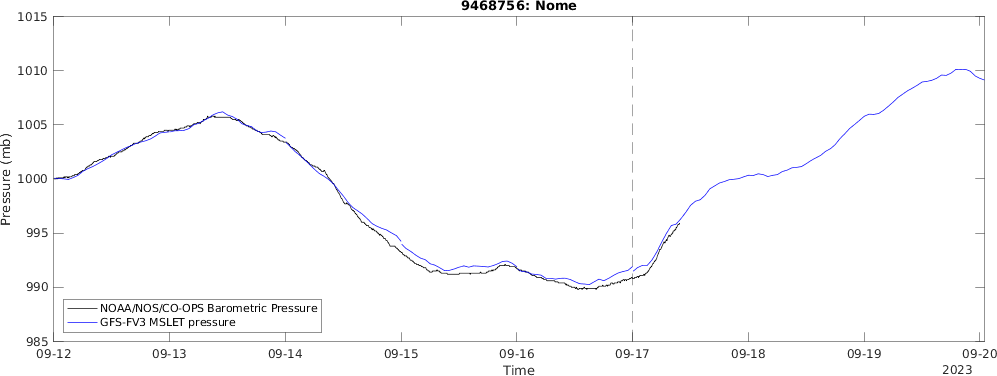 9468756: Nome
Pressure (mb)
1015
1010
1005
1000
995
990
985
NOAA/NOS/CO-OPS Barometric Pressure
GFS-FV3 MSLET pressure
09-12 09-13 09-14 09-15 09-16 09-17 09-18 09-19 09-20
Time
2023